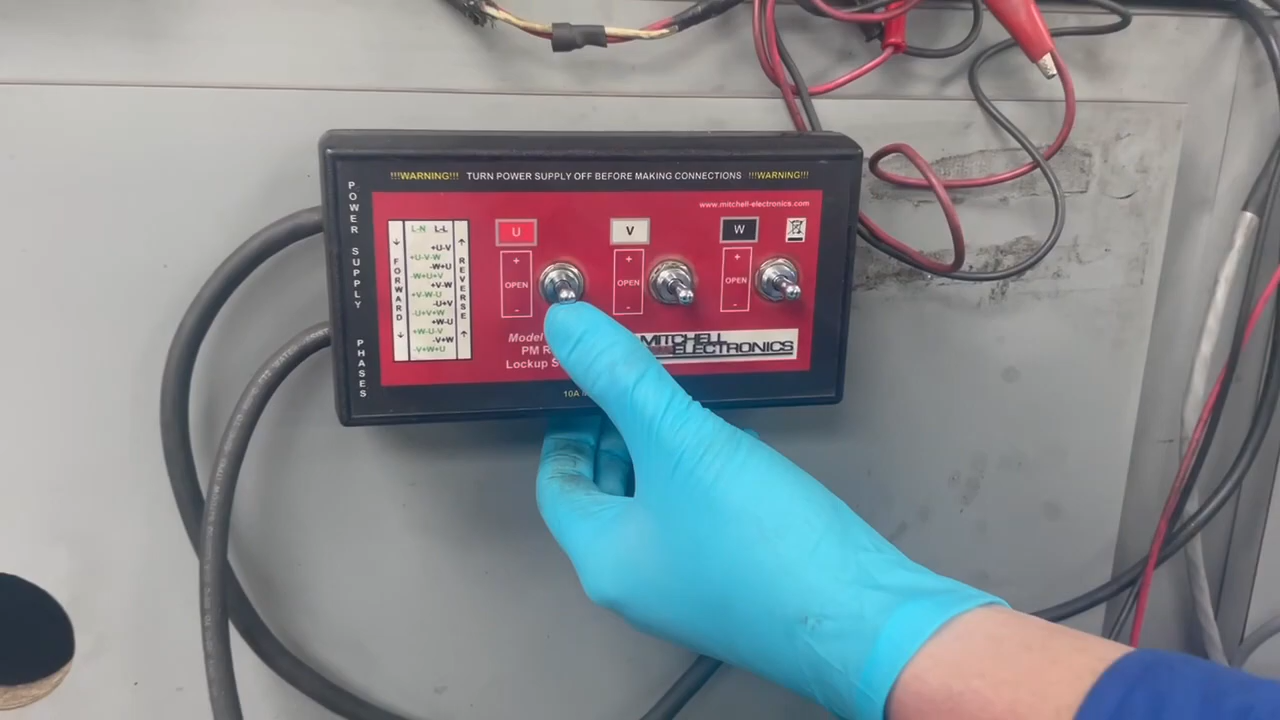 !!!WARNING!!! TURN POWER SUPPLY OFF BEFORE MAKING CONNECTIONS !!!WARNING!!!
www.mitchell-electronics.com
POWER SUPPLY
PHASES
L-N L-L
FORWARD
REVERSE
+U-V
+U-V-W
-W+U
-W+U+V
+V-W
+V-W-U
-U+V
-U+V+W
+W-U
+W-U-V
-V+W
-V+W+U
U
+
OPEN
-
V
+
OPEN
-
W
+
OPEN
-
Model
PM
Lockup
MITCHELL
ELECTRONICS
10A